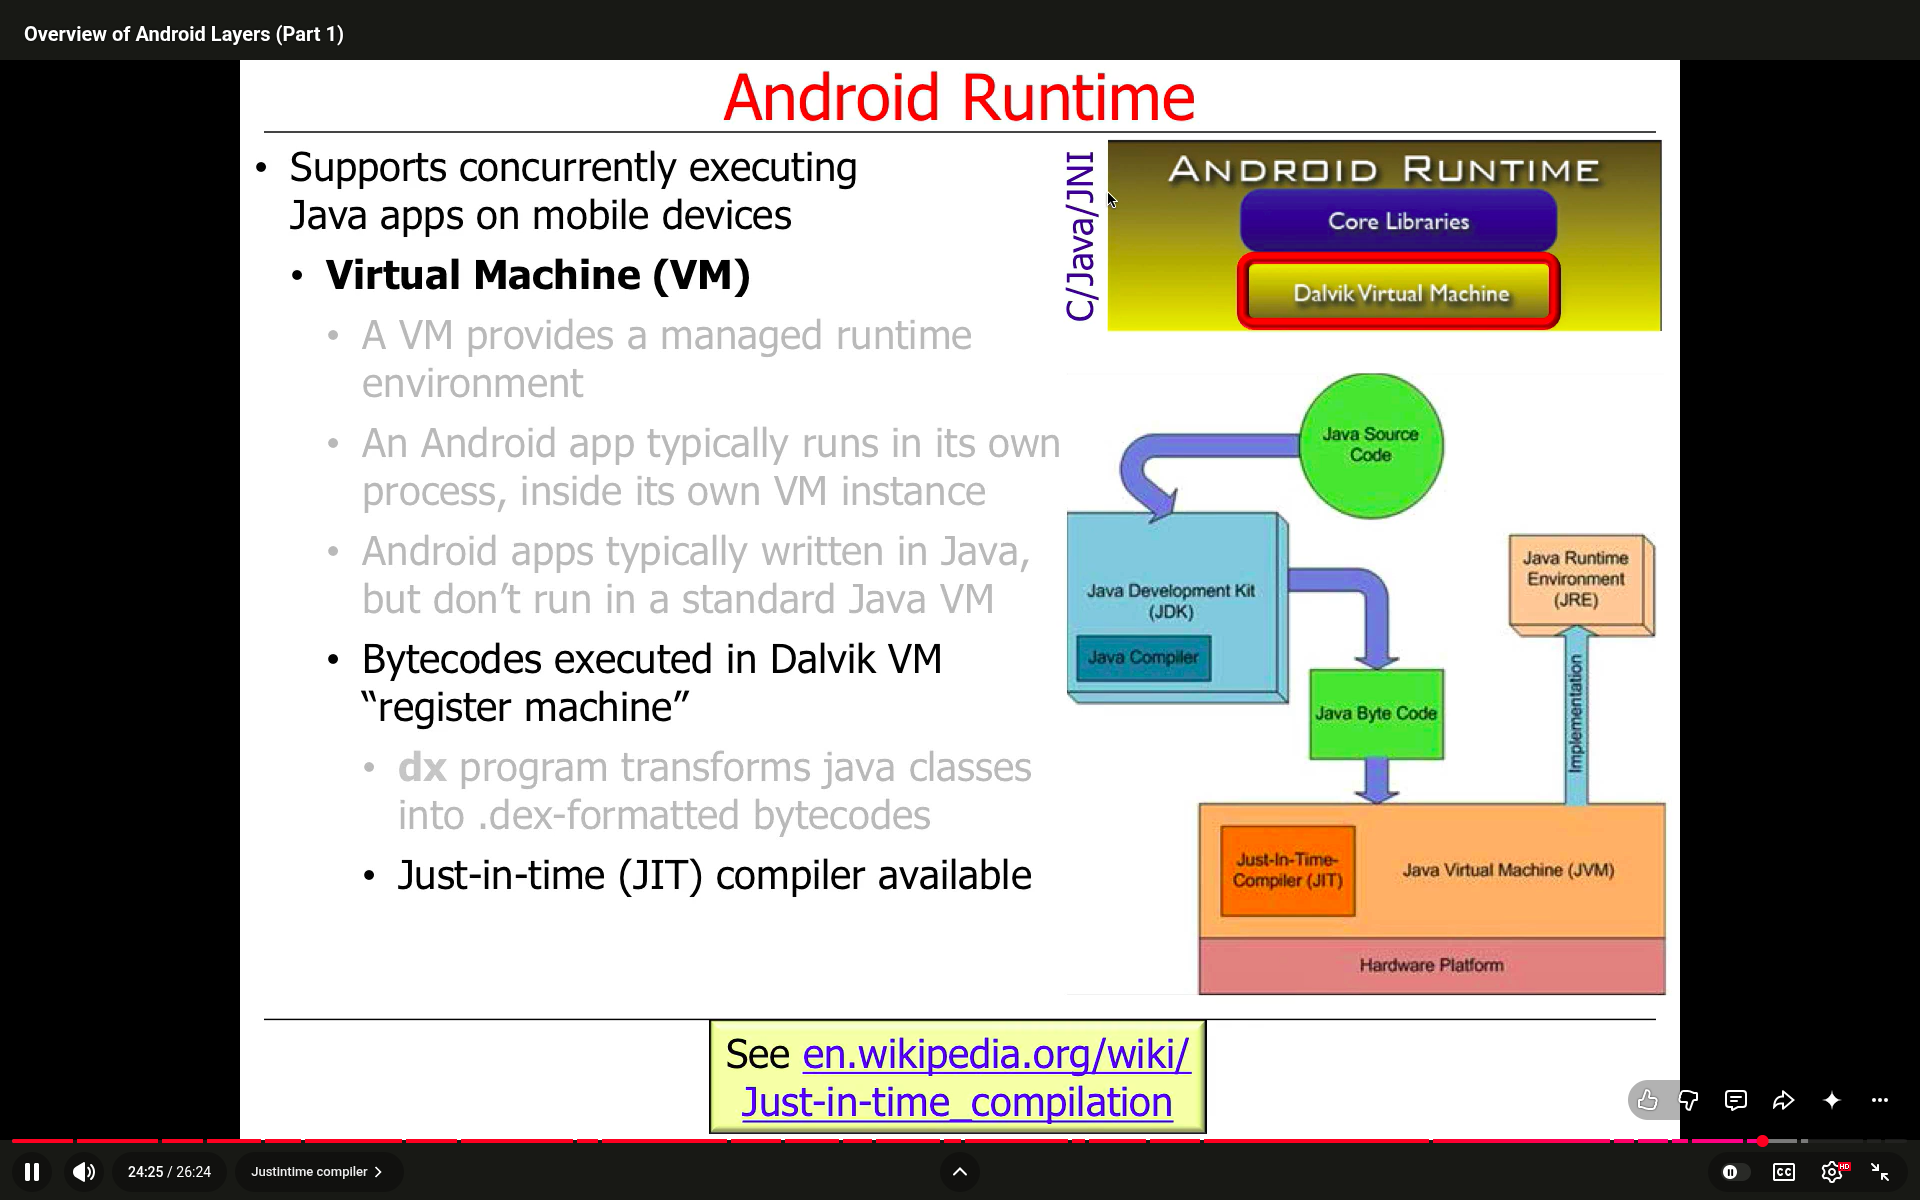 Overview of Android Layers (Part 1)
Android Runtime
• Supports concurrently executing
Java apps on mobile devices
• Virtual Machine (VM)
• A VM provides a managed runtime
environment
• An Android app typically runs in its own
process, inside its own VM instance
• Android apps typically written in Java,
but don’t run in a standard Java VM
• Bytecodes executed in Dalvik VM
“register machine”
• dx program transforms java classes
into .dex-formatted bytecodes
• Just-in-time (JIT) compiler available
C/Java/JNI
ANDROID RUNTIME
Core Libraries
Dalvik Virtual Machine
Java Source
Code
Java Development Kit
(JDK)
Java Compiler
Java Runtime
Environment
(JRE)
Java Byte Code
Implementation
Just-In-Time-
Compiler (JIT)
Java Virtual Machine (JVM)
Hardware Platform
See en.wikipedia.org/wiki/
Just-in-time_compilation
24:25 / 26:24
Justintime compiler
CC
HD